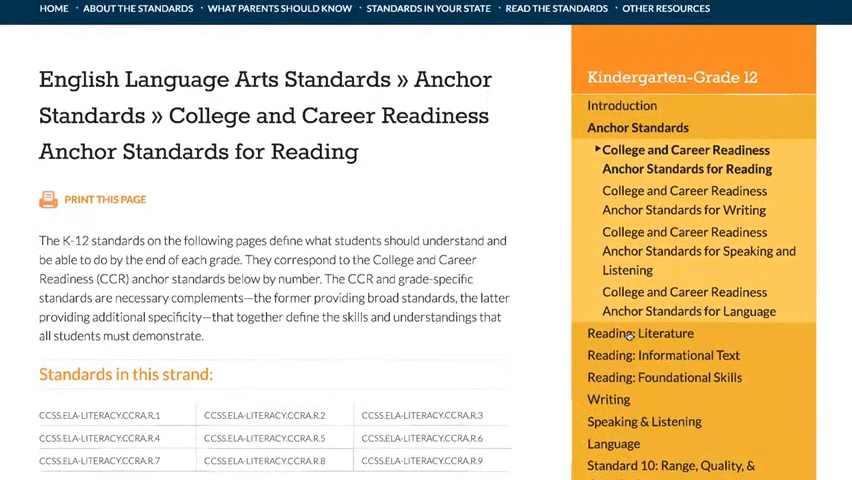 HOME · ABOUT THE STANDARDS · WHAT PARENTS SHOULD KNOW · STANDARDS IN YOUR STATE · READ THE STANDARDS · OTHER RESOURCES
English Language Arts Standards » Anchor
Standards » College and Career Readiness
Anchor Standards for Reading
PRINT THIS PAGE
The K-12 standards on the following pages define what students should understand and
be able to do by the end of each grade. They correspond to the College and Career
Readiness (CCR) anchor standards below by number. The CCR and grade-specific
standards are necessary complements—the former providing broad standards, the latter
providing additional specificity—that together define the skills and understandings that
all students must demonstrate.
Standards in this strand:
CCSS.ELA-LITERACY.CCRA.R.1 CCSS.ELA-LITERACY.CCRA.R.2 CCSS.ELA-LITERACY.CCRA.R.3
CCSS.ELA-LITERACY.CCRA.R.4 CCSS.ELA-LITERACY.CCRA.R.5 CCSS.ELA-LITERACY.CCRA.R.6
CCSS.ELA-LITERACY.CCRA.R.7 CCSS.ELA-LITERACY.CCRA.R.8 CCSS.ELA-LITERACY.CCRA.R.9
Kindergarten-Grade 12
Introduction
Anchor Standards
College and Career Readiness
Anchor Standards for Reading
College and Career Readiness
Anchor Standards for Writing
College and Career Readiness
Anchor Standards for Speaking and
Listening
College and Career Readiness
Anchor Standards for Language
Reading: Literature
Reading: Informational Text
Reading: Foundational Skills
Writing
Speaking & Listening
Language
Standard 10: Range, Quality, &